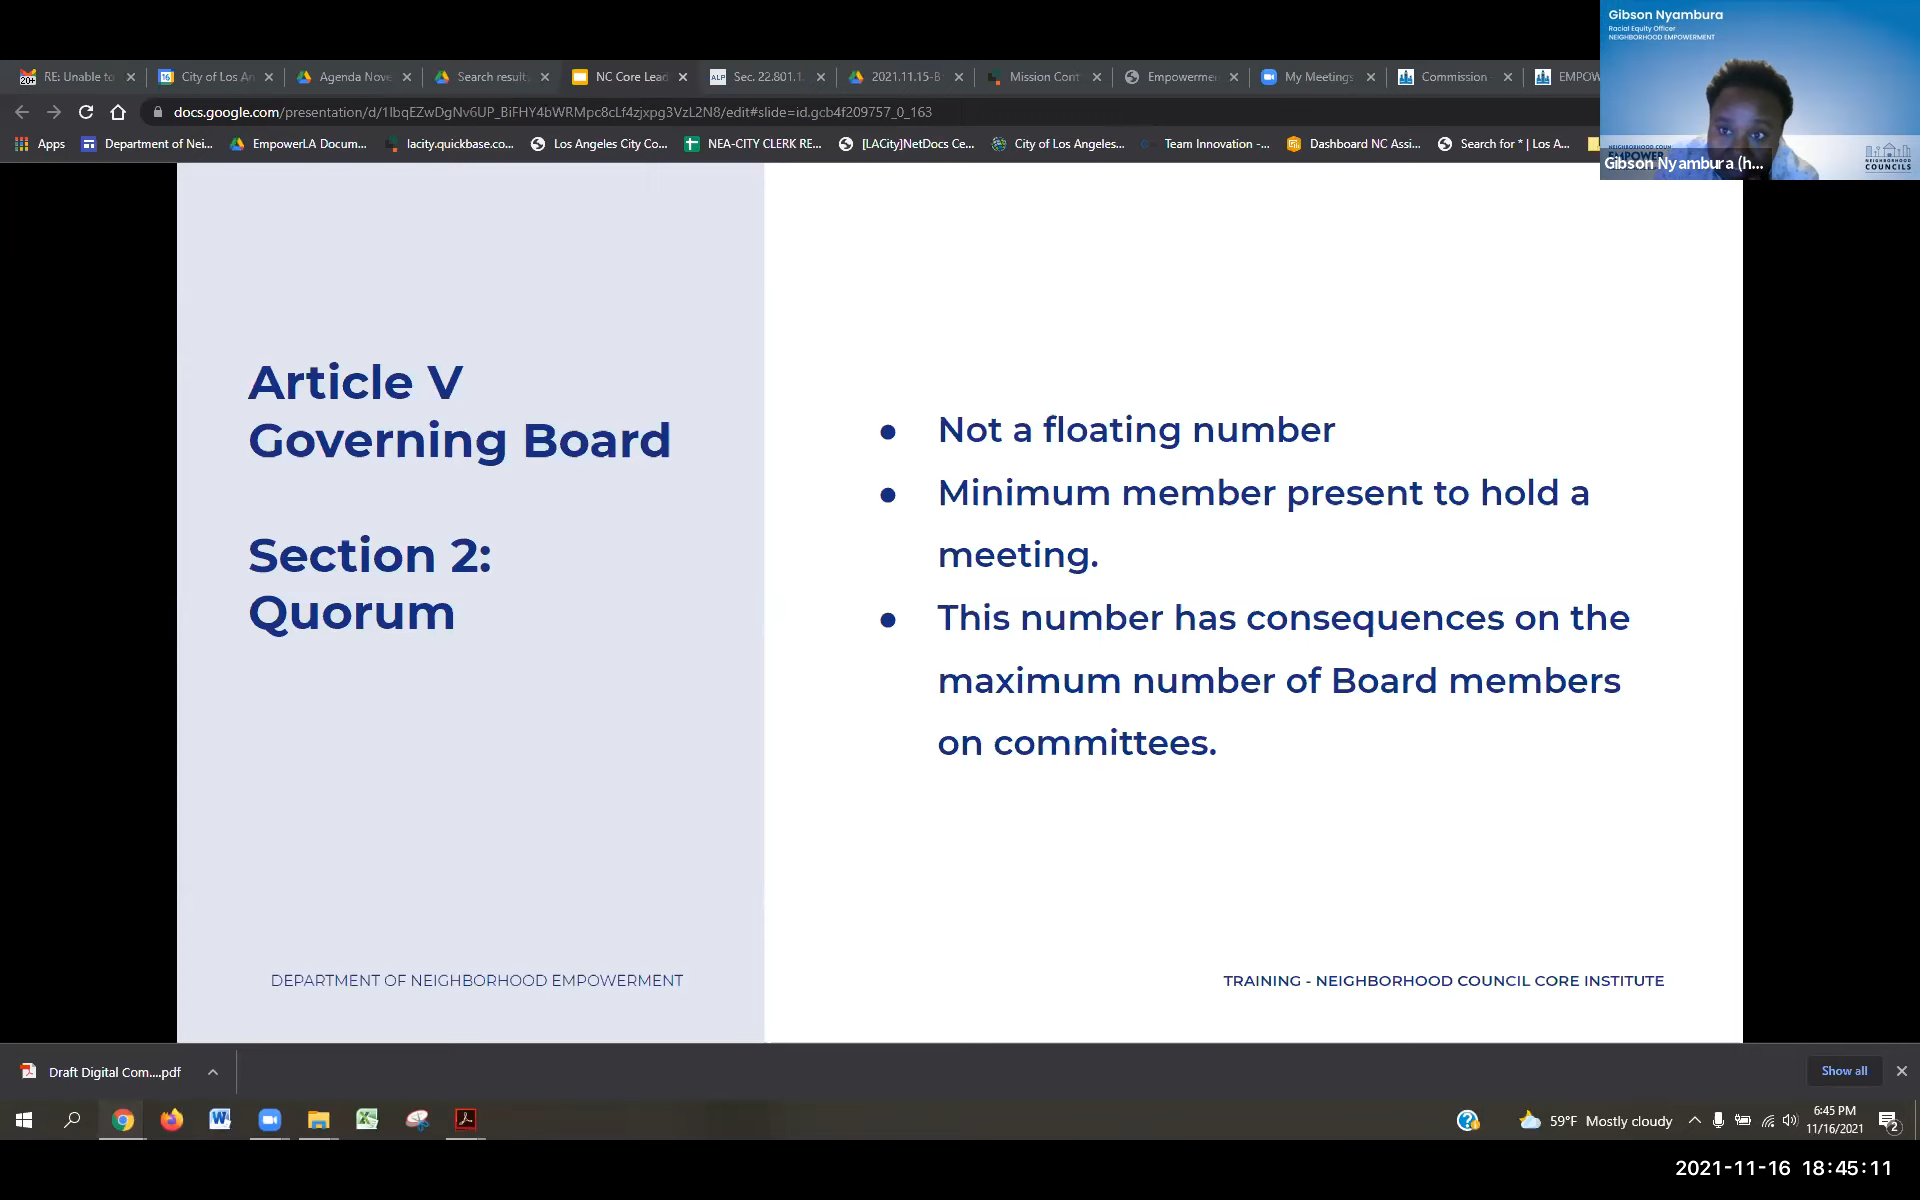 Gibson Nyambura
Racial Equity Officer
NEIGHBORHOOD EMPOWERMENT
Gibson Nyambura (h...
NEIGHBORHOOD
COUNCILS
20+ RE: Unable to
16 City of Los An
Agenda Nove
Search result
NC Core Lead
ALP Sec. 22.801.1
2021.11.15-B
Mission Cont
Empowerme
My Meetings
Commission
EMPOW
docs.google.com/presentation/d/1IbqEZwDgNv6UP_BiFHY4bWRMpc8cLf4zjxpg3VzL2N8/edit#slide=id.gcb4f209757_0_163
Apps
Department of Nei...
EmpowerLA Docum...
lacity.quickbase.co...
Los Angeles City Co...
NEA-CITY CLERK RE...
[LACity]NetDocs Ce...
City of Los Angeles...
Team Innovation -...
Dashboard NC Assi...
Search for * | Los A...
Article V
Governing Board
Section 2:
Quorum
● Not a floating number
● Minimum member present to hold a
meeting.
● This number has consequences on the
maximum number of Board members
on committees.
DEPARTMENT OF NEIGHBORHOOD EMPOWERMENT
TRAINING - NEIGHBORHOOD COUNCIL CORE INSTITUTE
Draft Digital Com....pdf
Show all
59°F Mostly cloudy
6:45 PM
11/16/2021
2
2021-11-16 18:45:11